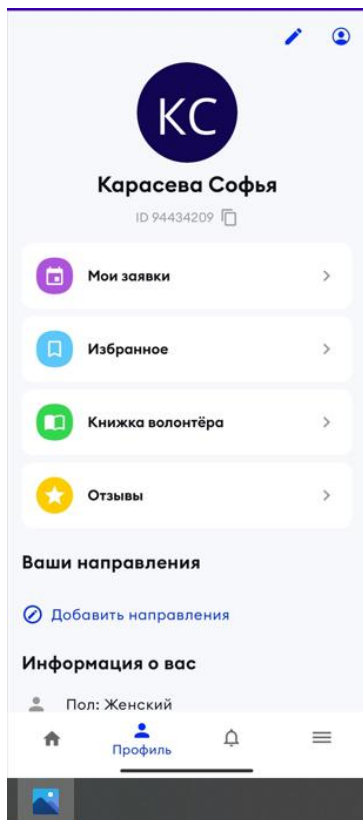 КС
Карасева Софья
ID 94434209
Мои заявки
Избранное
Книжка волонтёра
Отзывы
Ваши направления
Добавить направления
Информация о вас
Пол: Женский
Профиль